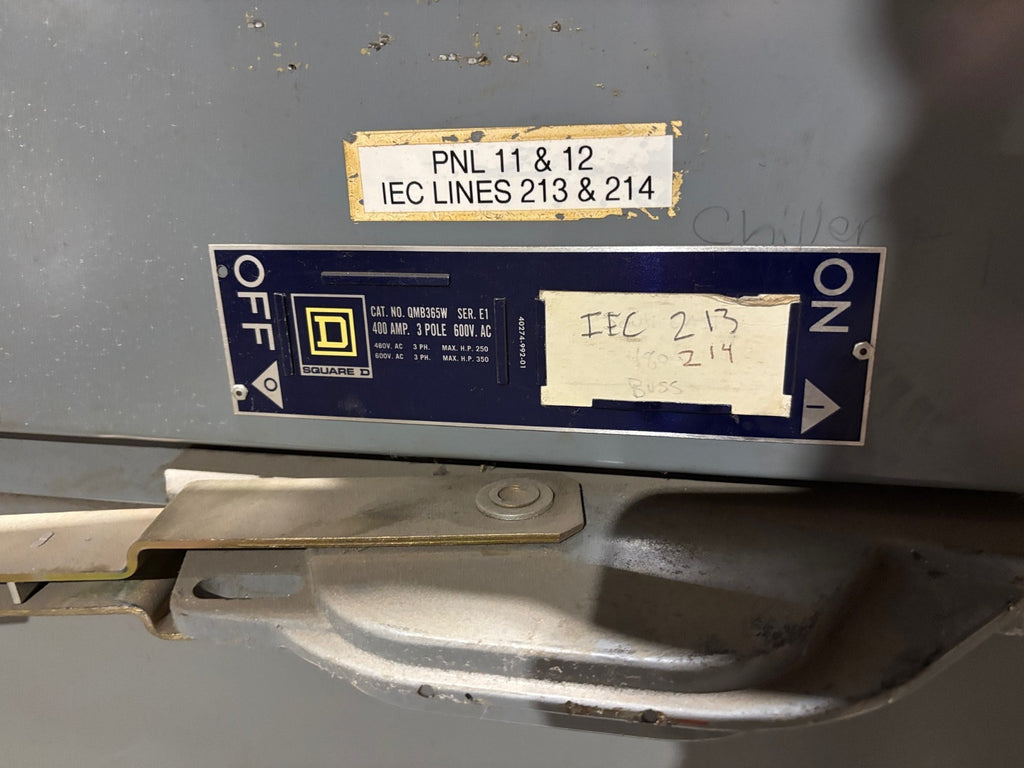 PNL 11 & 12
IEC LINES 213 & 214
Chiller
OFF
ON
D
SQUARE D
CAT. NO. QMB365W SER. E1
400 AMP. 3 POLE 600V. AC
480V. AC 3 PH. MAX. H.P. 250
600V. AC 3 PH. MAX. H.P. 350
40274-992-01
IEC 213
480 214
BUSS
O
I